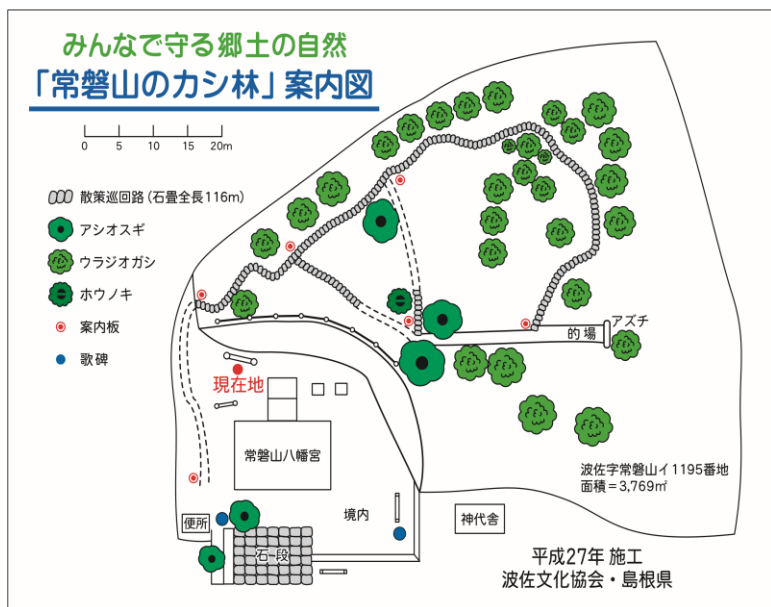 みんなで守る郷土の自然
「常磐山のカシ林」案内図
0 5 10 15 20m
散策巡回路(石畳全長116m)
アシオスギ
ウラジオガシ
ホウノキ
案内板
歌碑
アズチ
的場
現在地
常磐山八幡宮
波佐字常磐山イ1195番地
面積=3,769㎡
便所
境内
神代舎
石段
平成27年 施工
波佐文化協会・島根県